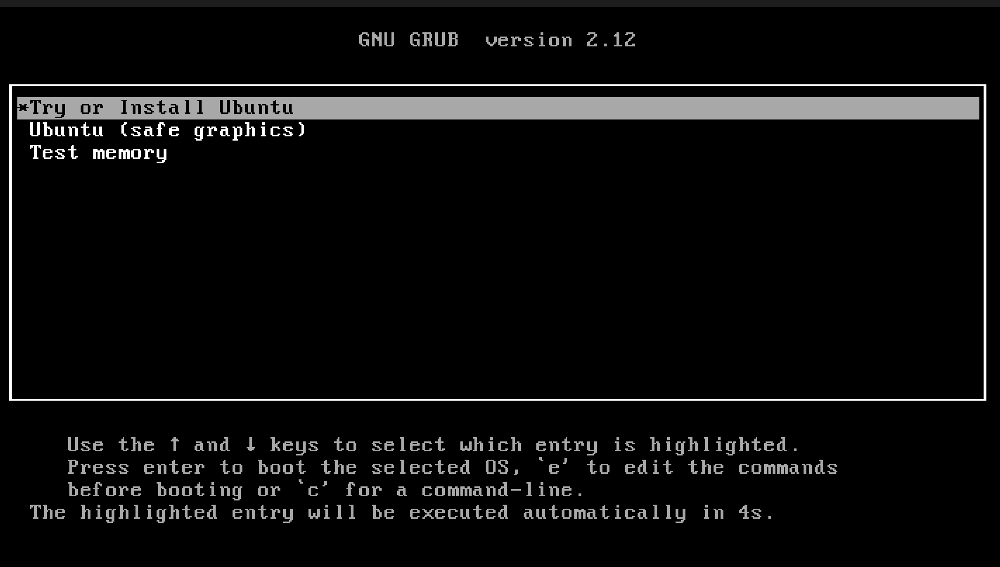 GNU GRUB  version 2.12
*Try or Install Ubuntu
Ubuntu (safe graphics)
Test memory
Use the ↑ and ↓ keys to select which entry is highlighted.
Press enter to boot the selected OS, `e' to edit the commands
before booting or `c' for a command-line.
The highlighted entry will be executed automatically in 4s.